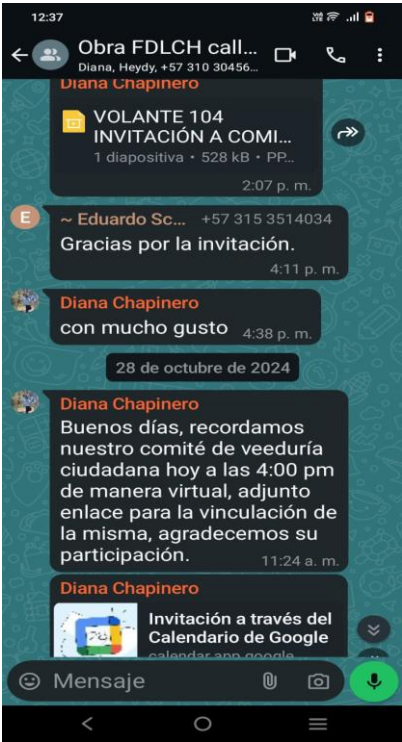 12:37
Obra FDLCH call...
Diana, Heydy, +57 310 30456...
Diana Chapinero
VOLANTE 104
INVITACIÓN A COMI...
1 diapositiva • 528 kB • PP...
2:07 p. m.
E
~ Eduardo Sc... +57 315 3514034
Gracias por la invitación.
4:11 p. m.
Diana Chapinero
con mucho gusto 4:38 p. m.
28 de octubre de 2024
Diana Chapinero
Buenos días, recordamos
nuestro comité de veeduría
ciudadana hoy a las 4:00 pm
de manera virtual, adjunto
enlace para la vinculación de
la misma, agradecemos su
participación. 11:24 a. m.
Diana Chapinero
Invitación a través del
Calendario de Google
calendar.app.google
Mensaje